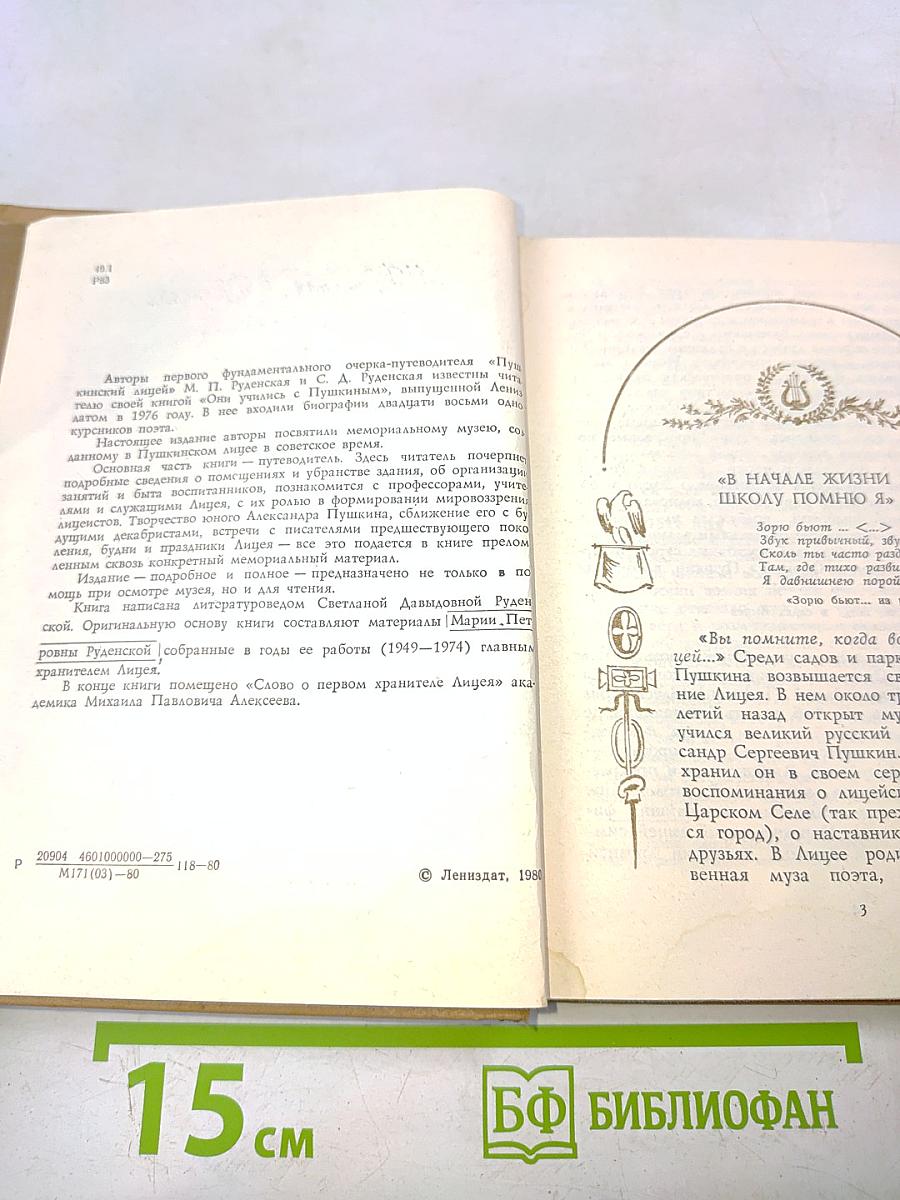 49.1
Р83
Авторы первого фундаментального очерка-путеводителя «Пуш
кинский лицей» М. П. Руденская и С. Д. Руденская известны чита
телю своей книгой «Они учились с Пушкиным», выпущенной Лениз
датом в 1976 году. В нее входили биографии двадцати восьми одно
курсников поэта.
Настоящее издание авторы посвятили мемориальному музею, соз
данному в Пушкинском лицее в советское время.
Основная часть книги — путеводитель. Здесь читатель почерпнет
подробные сведения о помещениях и убранстве здания, об организации
занятий и быта воспитанников, познакомится с профессорами, учите
лями и служащими Лицея, с их ролью в формировании мировоззрения
лицеистов. Творчество юного Александра Пушкина, сближение его с бу
дущими декабристами, встречи с писателями предшествующего поко
ления, будни и праздники Лицея — все это подается в книге прелом
ленным сквозь конкретный мемориальный материал.
Издание — подробное и полное — предназначено не только в по
мощь при осмотре музея, но и для чтения.
Книга написана литературоведом Светланой Давыдовной Руден
ской. Оригинальную основу книги составляют материалы Марии Пет
ровны Руденской, собранные в годы ее работы (1949—1974) главным
хранителем Лицея.
В конце книги помещено «Слово о первом хранителе Лицея» ака-
демика Михаила Павловича Алексеева.
Р 20904 4601000000—275
М171(03)—80 118—80
© Лениздат, 1980
«В НАЧАЛЕ ЖИЗНИ
ШКОЛУ ПОМНЮ Я»
Зорю бьют ... <...>
Звук привычный, зву
Сколь ты часто разд
Там, где тихо разви
Я давнишнею порой
«Зорю бьют... из
«Вы помните, когда во
цей...» Среди садов и парк
Пушкина возвышается св
ние Лицея. В нем около тр
летий назад открыт му
учился великий русский
сандр Сергеевич Пушкин.
хранил он в своем сер
воспоминания о лицейс
Царском Селе (так преж
ся город), о наставник
друзьях. В Лицее роди
венная муза поэта,
3
15 см
БФ БИБЛИОФАН